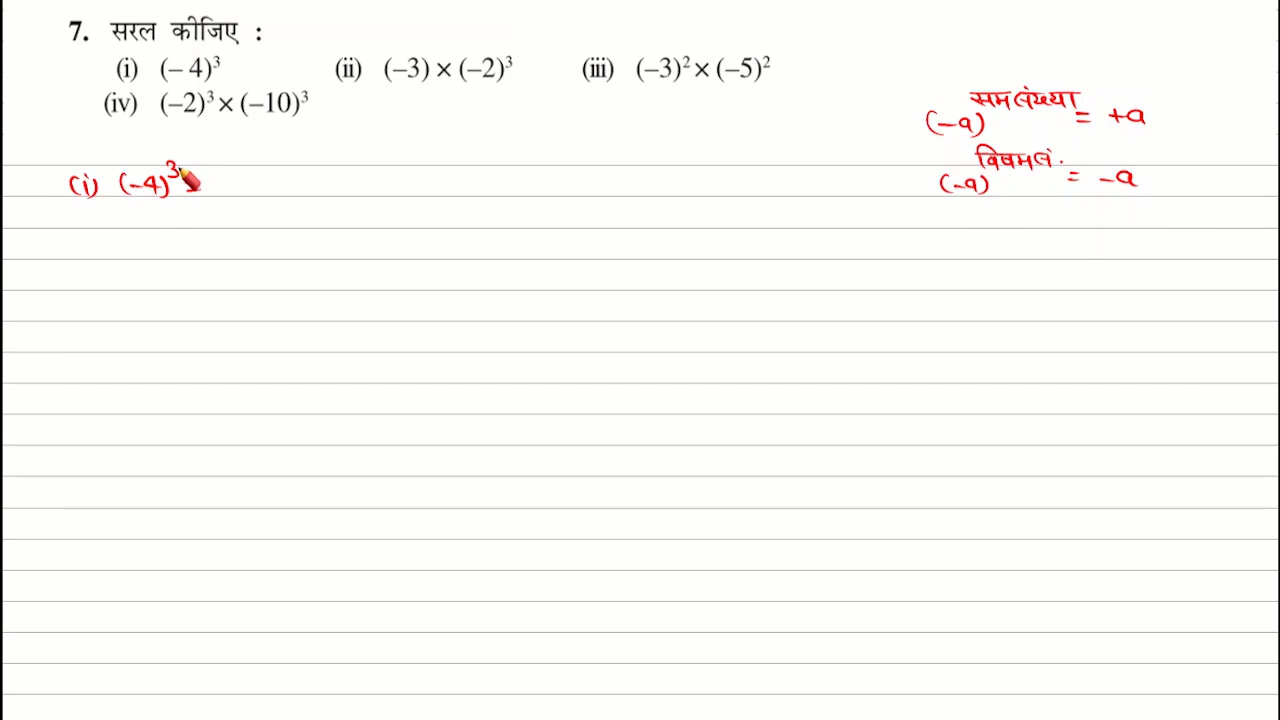 7. सरल कीजिए :
(i) (– 4)³ (ii) (–3) × (–2)³ (iii) (–3)² × (–5)²
(iv) (–2)³ × (–10)³
(–a)^समसंख्या = +a
(–a)^विषमसं. = –a
(i) (–4)³